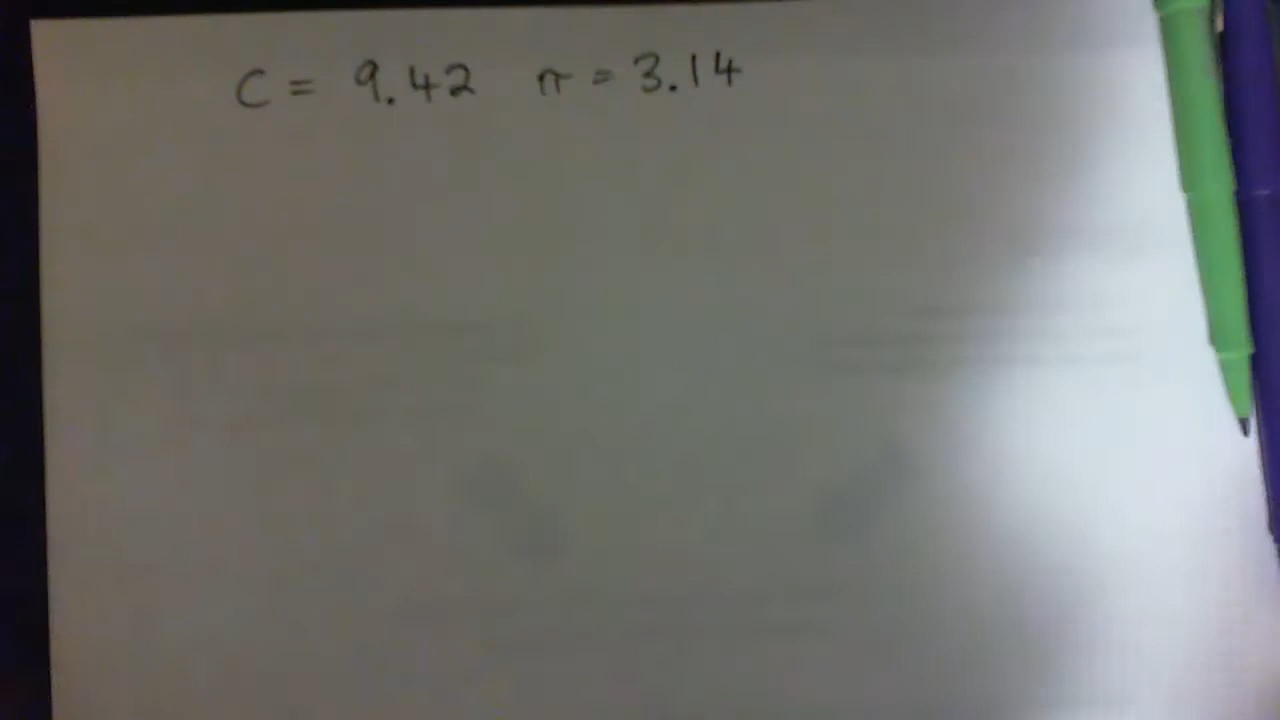 C = 9.42 π = 3.14